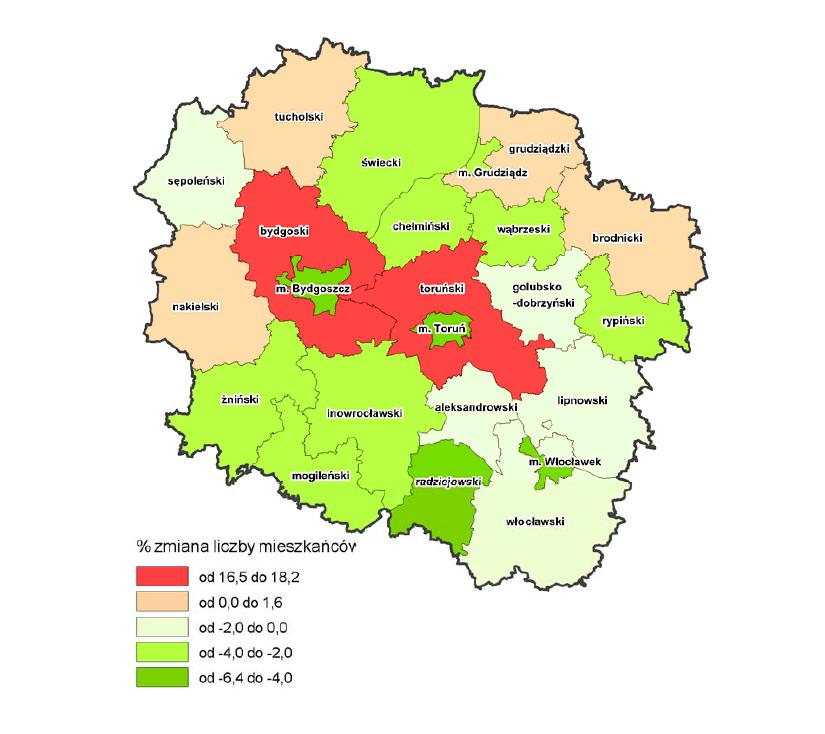 tucholski
grudziądzki
świecki
m. Grudziądz
sępoleński
chełmiński
wąbrzeski
bydgoski
brodnicki
m. Bydgoszcz
toruński
golubsko
-dobrzyński
nakielski
rypiński
m. Toruń
żniński
inowrocławski
aleksandrowski
lipnowski
m. Włocławek
mogileński
radziejowski
włocławski
% zmiana liczby mieszkańców
od 16,5 do 18,2
od 0,0 do 1,6
od -2,0 do 0,0
od -4,0 do -2,0
od -6,4 do -4,0